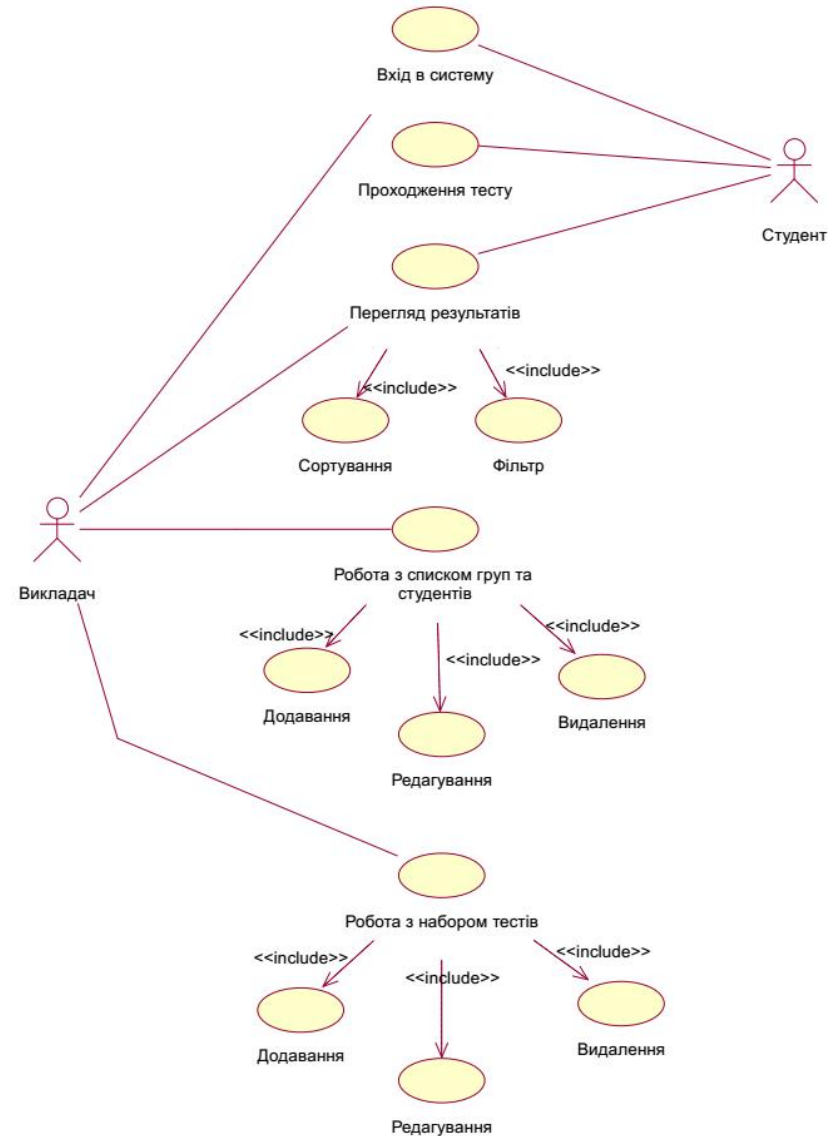 Вхід в систему
Проходження тесту
Студент
Перегляд результатів
<<include>>
<<include>>
Сортування
Фільтр
Викладач
Робота з списком груп та
студентів
<<include>>
<<include>>
<<include>>
Додавання
Видалення
Редагування
Робота з набором тестів
<<include>>
<<include>>
<<include>>
Додавання
Видалення
Редагування